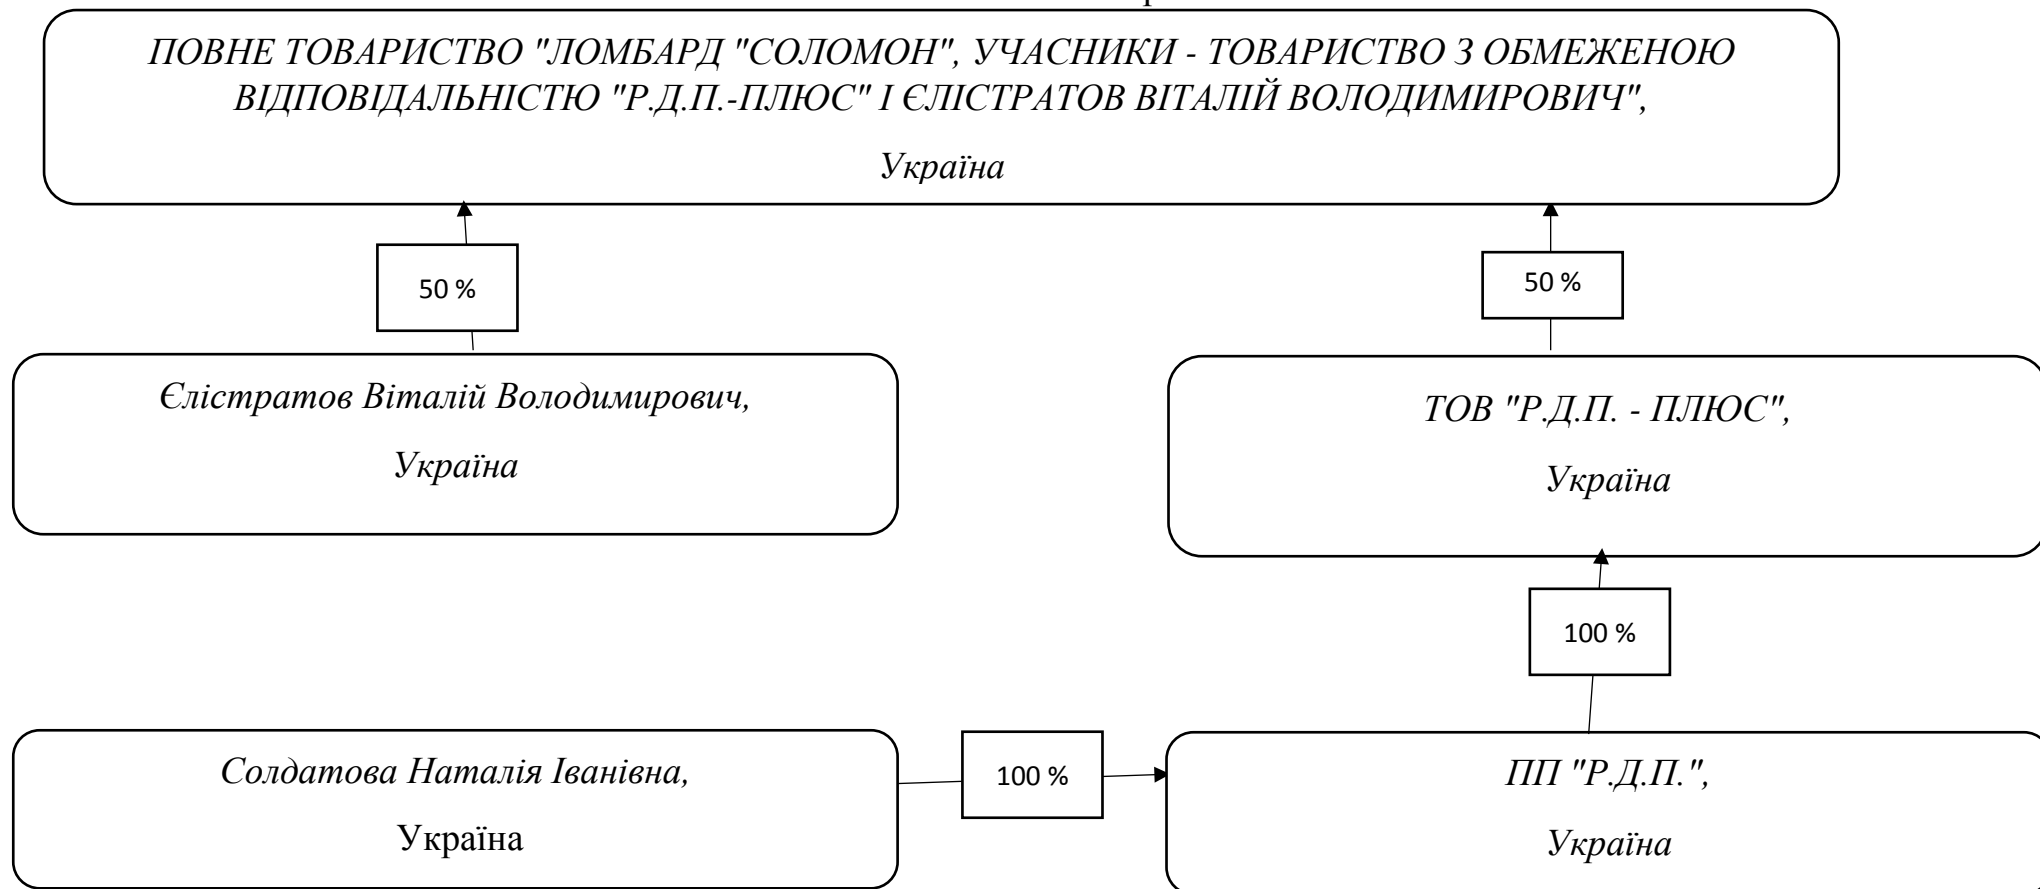 ПОВНЕ ТОВАРИСТВО "ЛОМБАРД "СОЛОМОН", УЧАСНИКИ - ТОВАРИСТВО З ОБМЕЖЕНОЮ
ВІДПОВІДАЛЬНІСТЮ "Р.Д.П.-ПЛЮС" І ЄЛІСТРАТОВ ВІТАЛІЙ ВОЛОДИМИРОВИЧ",
Україна
50 %
50 %
Єлістратов Віталій Володимирович,
Україна
ТОВ "Р.Д.П. - ПЛЮС",
Україна
100 %
Солдатова Наталія Іванівна,
Україна
100 %
ПП "Р.Д.П.",
Україна